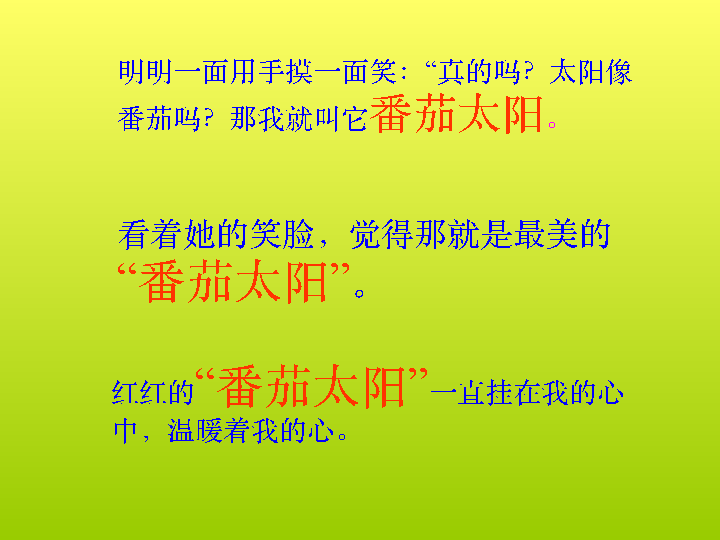 明明一面用手摸一面笑：“真的吗？太阳像
番茄吗？那我就叫它番茄太阳。
看着她的笑脸，觉得那就是最美的
“番茄太阳”。
红红的“番茄太阳”一直挂在我的心
中，温暖着我的心。